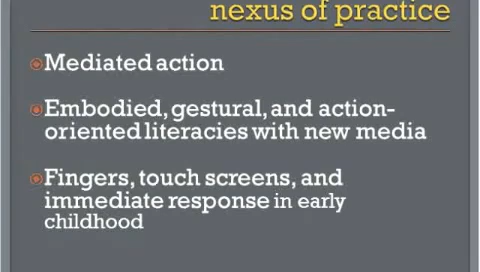 nexus of practice
Mediated action
Embodied, gestural, and action-
oriented literacies with new media
Fingers, touch screens, and
immediate response in early
childhood